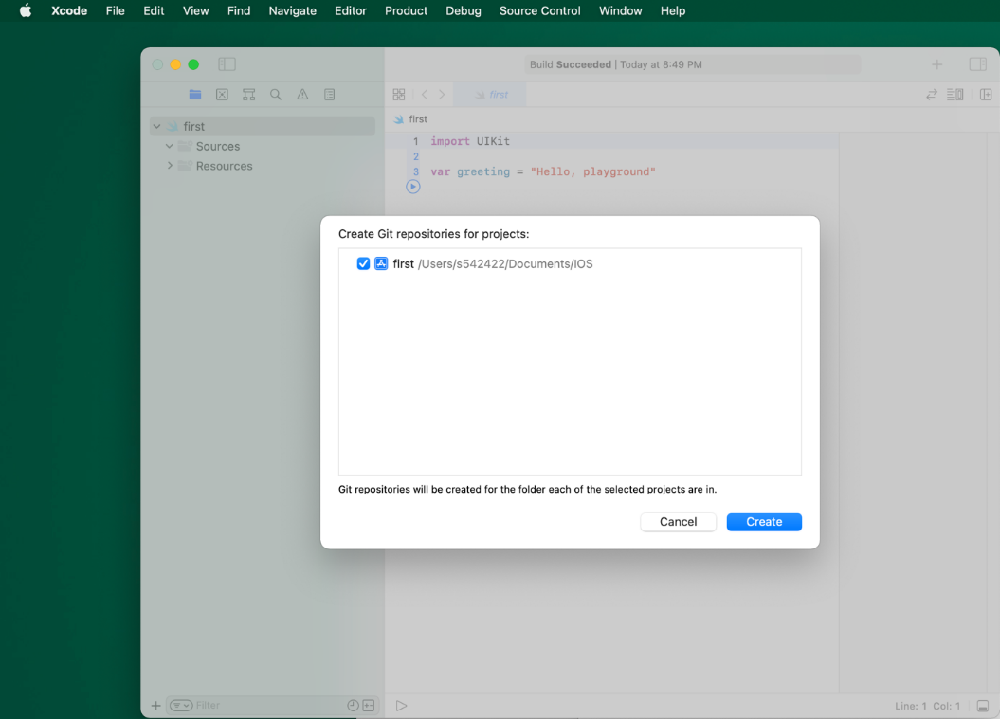 Xcode File Edit View Find Navigate Editor Product Debug Source Control Window Help
Build Succeeded | Today at 8:49 PM
first
first
first
Sources
Resources
1 import UIKit
2
3 var greeting = "Hello, playground"
Create Git repositories for projects:
first /Users/s542422/Documents/IOS
Git repositories will be created for the folder each of the selected projects are in.
Cancel Create
Filter
Line: 1 Col: 1